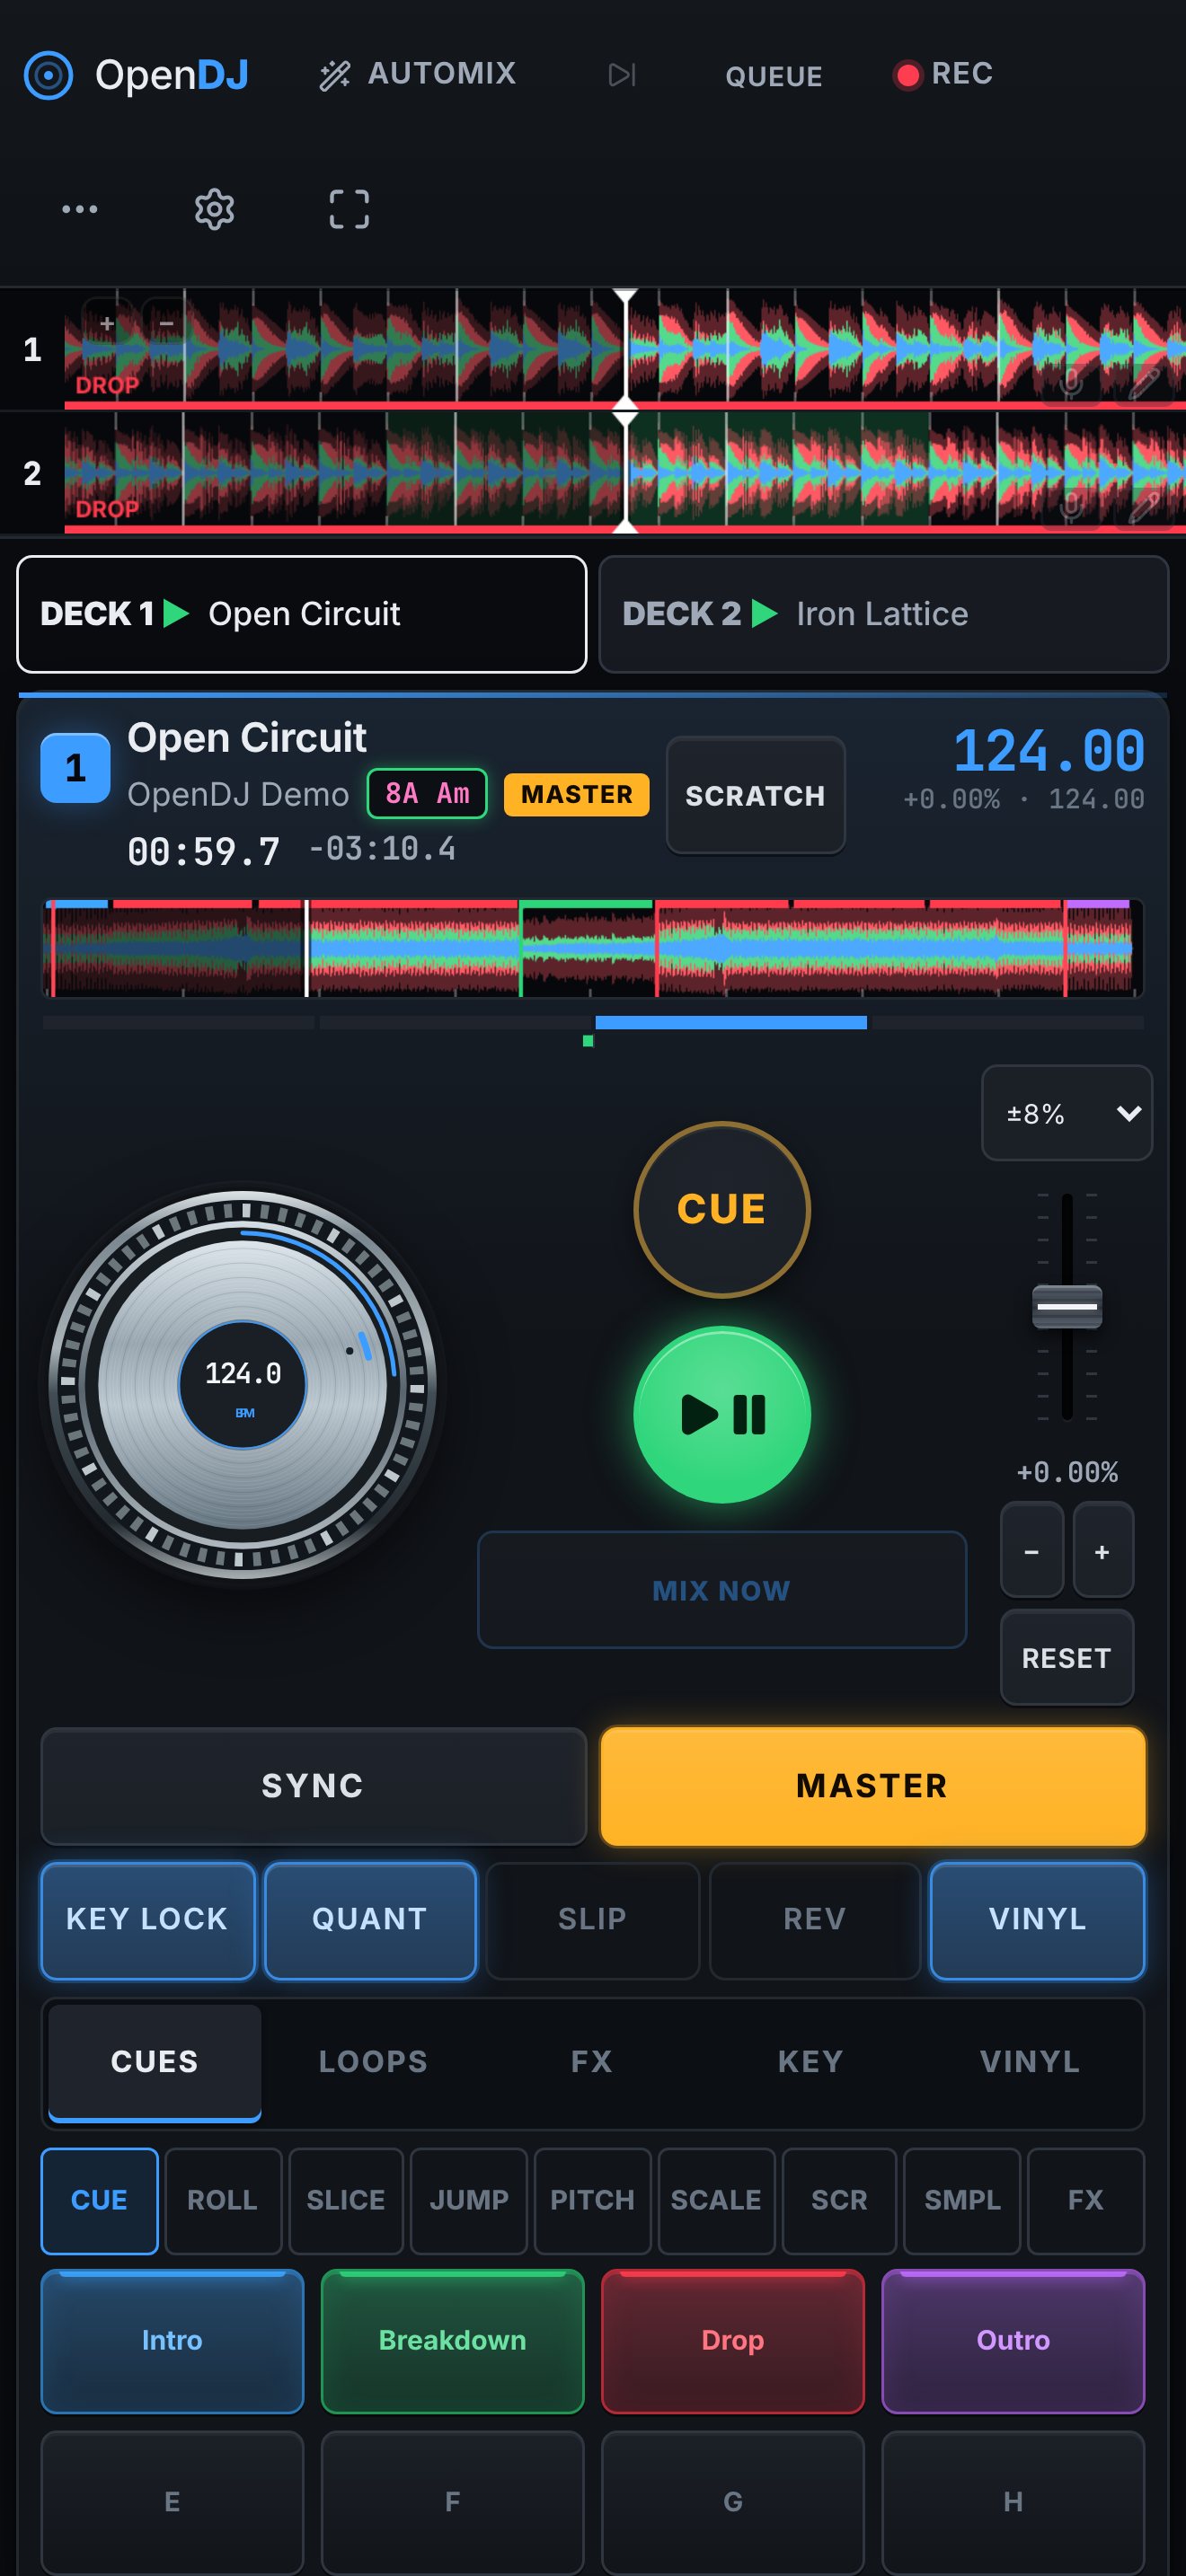 OpenDJ AUTOMIX QUEUE REC
1
+ −
DROP
2
DROP
DECK 1 Open Circuit
DECK 2 Iron Lattice
1
Open Circuit
OpenDJ Demo 8A Am MASTER
00:59.7 -03:10.4
SCRATCH
124.00
+0.00% · 124.00
±8%
CUE
124.0
BPM
+0.00%
− +
MIX NOW
RESET
SYNC MASTER
KEY LOCK QUANT SLIP REV VINYL
CUES LOOPS FX KEY VINYL
CUE ROLL SLICE JUMP PITCH SCALE SCR SMPL FX
Intro Breakdown Drop Outro
E F G H